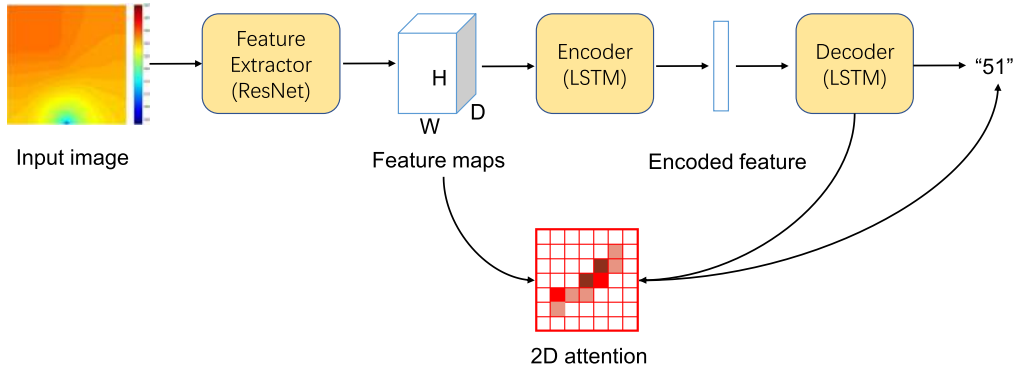 Feature
Extractor
(ResNet)
H
W
D
Encoder
(LSTM)
Decoder
(LSTM)
“51”
Input image
Feature maps
Encoded feature
2D attention